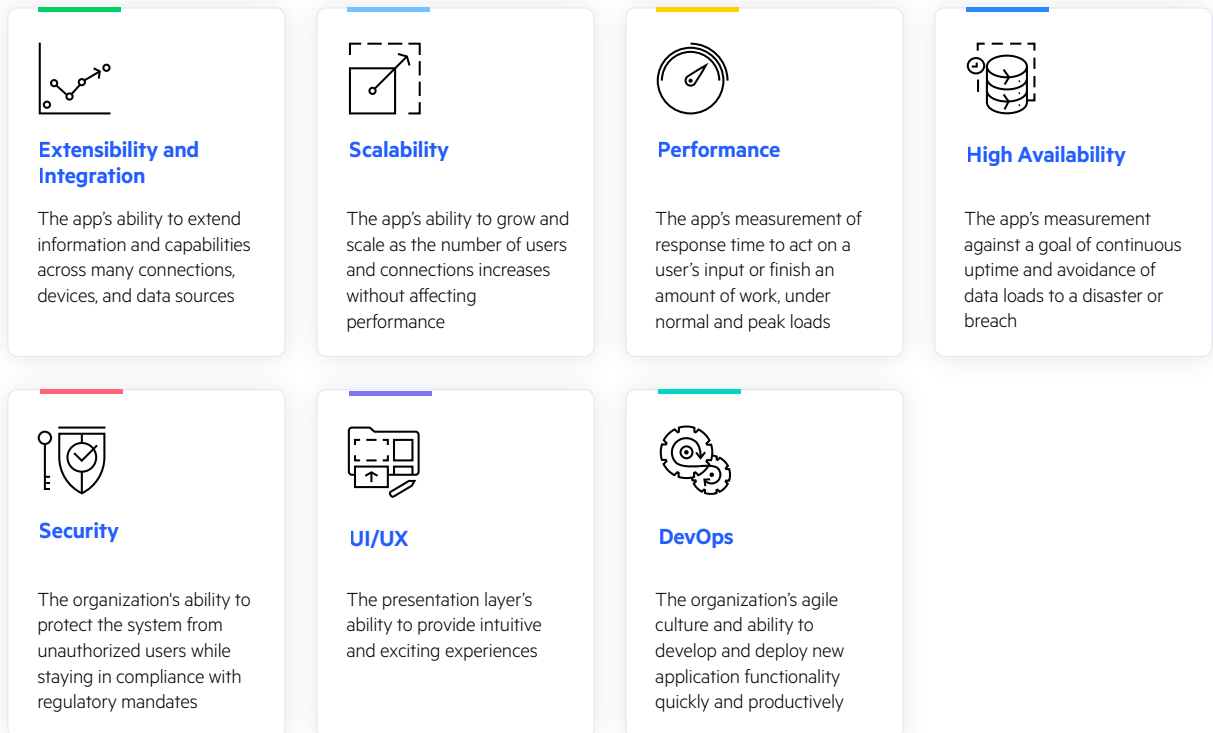 Extensibility and
Integration
The app's ability to extend
information and capabilities
across many connections,
devices, and data sources
Scalability
The app's ability to grow and
scale as the number of users
and connections increases
without affecting
performance
Performance
The app's measurement of
response time to act on a
user's input or finish an
amount of work, under
normal and peak loads
High Availability
The app's measurement
against a goal of continuous
uptime and avoidance of
data loads to a disaster or
breach
Security
The organization's ability to
protect the system from
unauthorized users while
staying in compliance with
regulatory mandates
UI/UX
The presentation layer's
ability to provide intuitive
and exciting experiences
DevOps
The organization's agile
culture and ability to
develop and deploy new
application functionality
quickly and productively